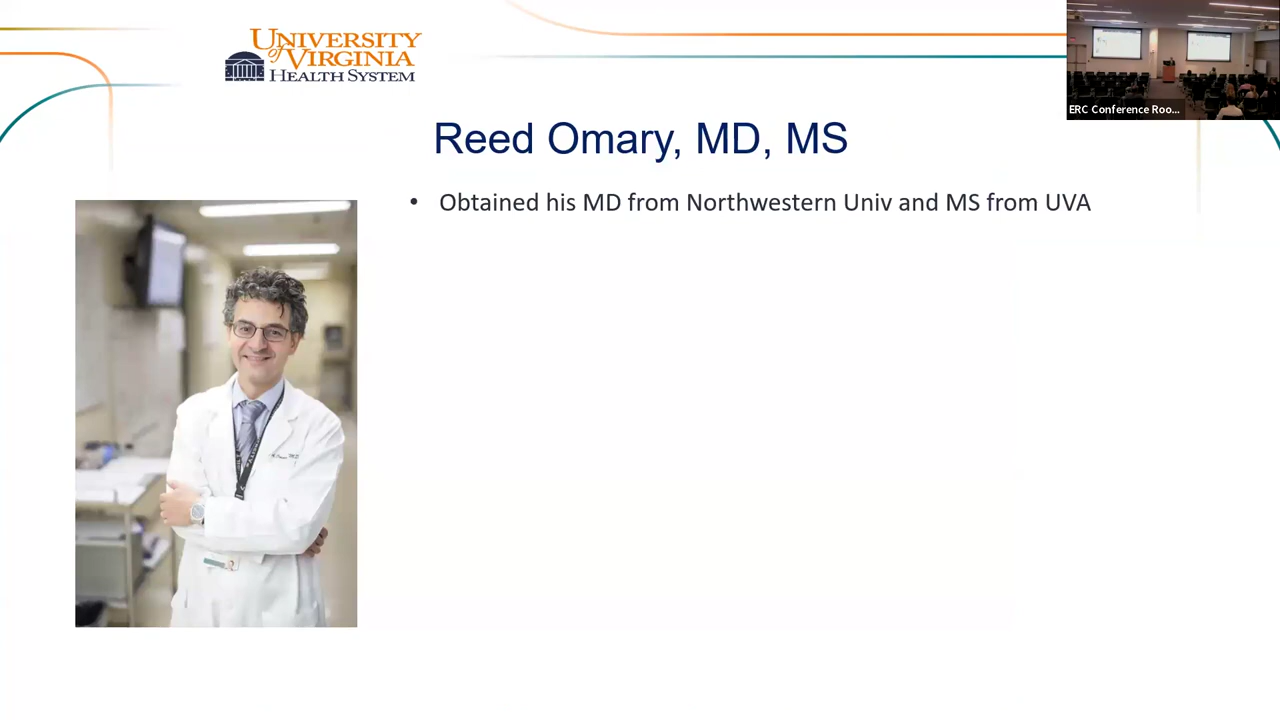 UNIVERSITY
of VIRGINIA
HEALTH SYSTEM
ERC Conference Roo...
Reed Omary, MD, MS
• Obtained his MD from Northwestern Univ and MS from UVA